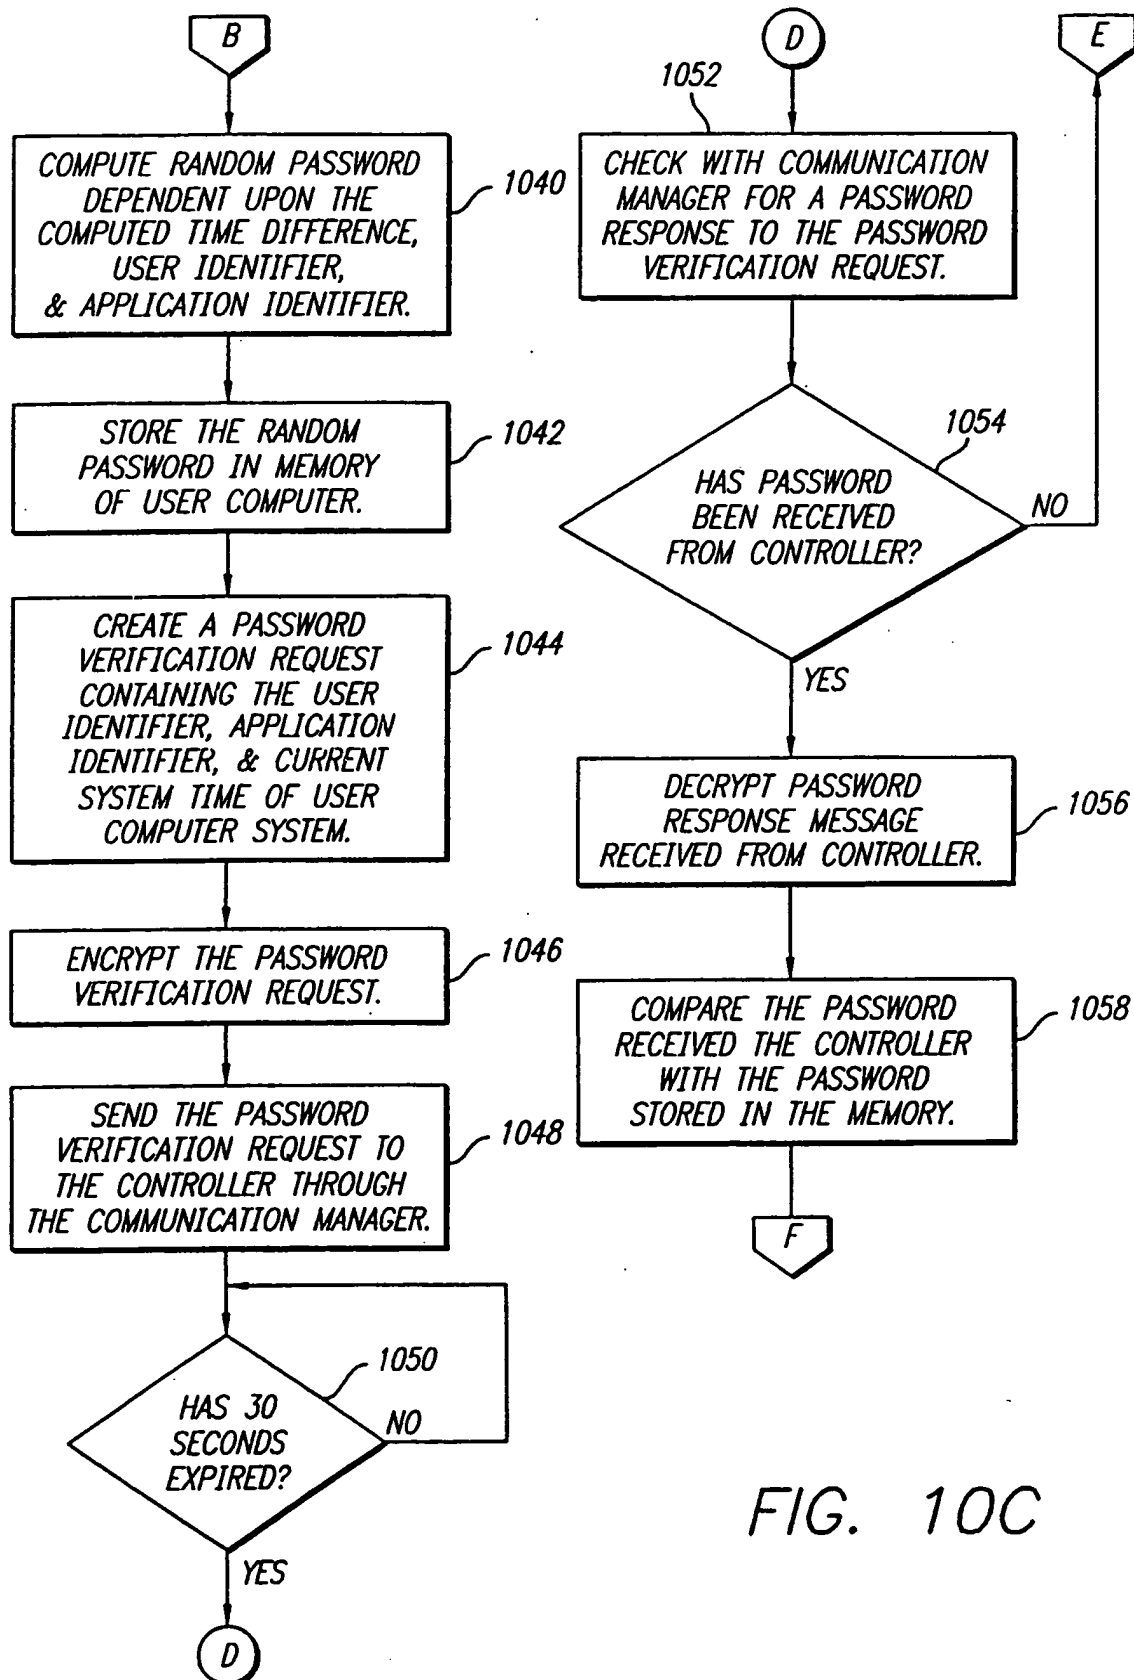 B
COMPUTE RANDOM PASSWORD
DEPENDENT UPON THE
COMPUTED TIME DIFFERENCE,
USER IDENTIFIER,
& APPLICATION IDENTIFIER.
1040
STORE THE RANDOM
PASSWORD IN MEMORY
OF USER COMPUTER.
1042
CREATE A PASSWORD
VERIFICATION REQUEST
CONTAINING THE USER
IDENTIFIER, APPLICATION
IDENTIFIER, & CURRENT
SYSTEM TIME OF USER
COMPUTER SYSTEM.
1044
ENCRYPT THE PASSWORD
VERIFICATION REQUEST.
1046
SEND THE PASSWORD
VERIFICATION REQUEST TO
THE CONTROLLER THROUGH
THE COMMUNICATION MANAGER.
1048
HAS 30
SECONDS
EXPIRED?
1050
NO
YES
D
D
E
1052
CHECK WITH COMMUNICATION
MANAGER FOR A PASSWORD
RESPONSE TO THE PASSWORD
VERIFICATION REQUEST.
HAS PASSWORD
BEEN RECEIVED
FROM CONTROLLER?
1054
NO
YES
DECRYPT PASSWORD
RESPONSE MESSAGE
RECEIVED FROM CONTROLLER.
1056
COMPARE THE PASSWORD
RECEIVED THE CONTROLLER
WITH THE PASSWORD
STORED IN THE MEMORY.
1058
F
FIG. 10C